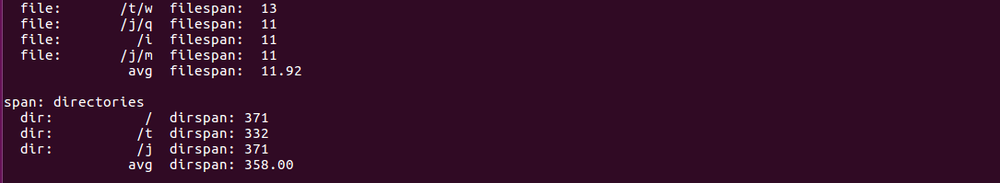 file:       /t/w  filespan:  13
file:       /j/q  filespan:  11
file:         /i  filespan:  11
file:       /j/m  filespan:  11
avg  filespan:  11.92
span: directories
dir:           /  dirspan: 371
dir:          /t  dirspan: 332
dir:          /j  dirspan: 371
avg  dirspan: 358.00